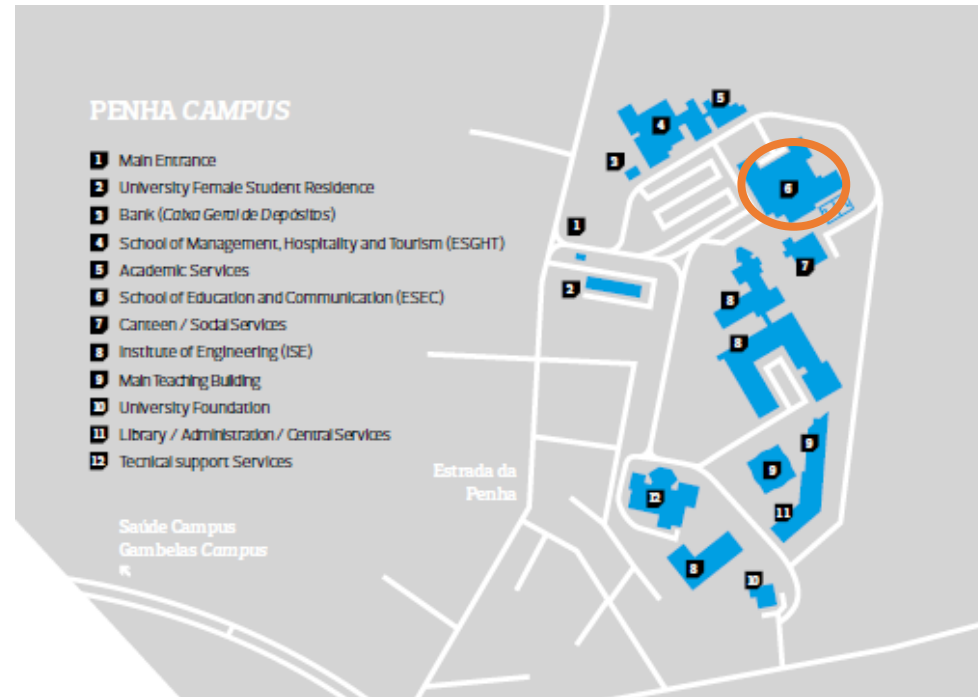 PENHA CAMPUS
1 Main Entrance
2 University Female Student Residence
3 Bank (Caixa Geral de Depósitos)
4 School of Management, Hospitality and Tourism (ESGHT)
5 Academic Services
6 School of Education and Communication (ESEC)
7 Canteen / Social Services
8 Institute of Engineering (ISE)
9 Main Teaching Building
10 University Foundation
11 Library / Administration / Central Services
12 Tecnical support Services
Saúde Campus
Gambelas Campus
Estrada da
Penha
5
4
3
6
1
7
2
8
8
9
9
12
11
8
10